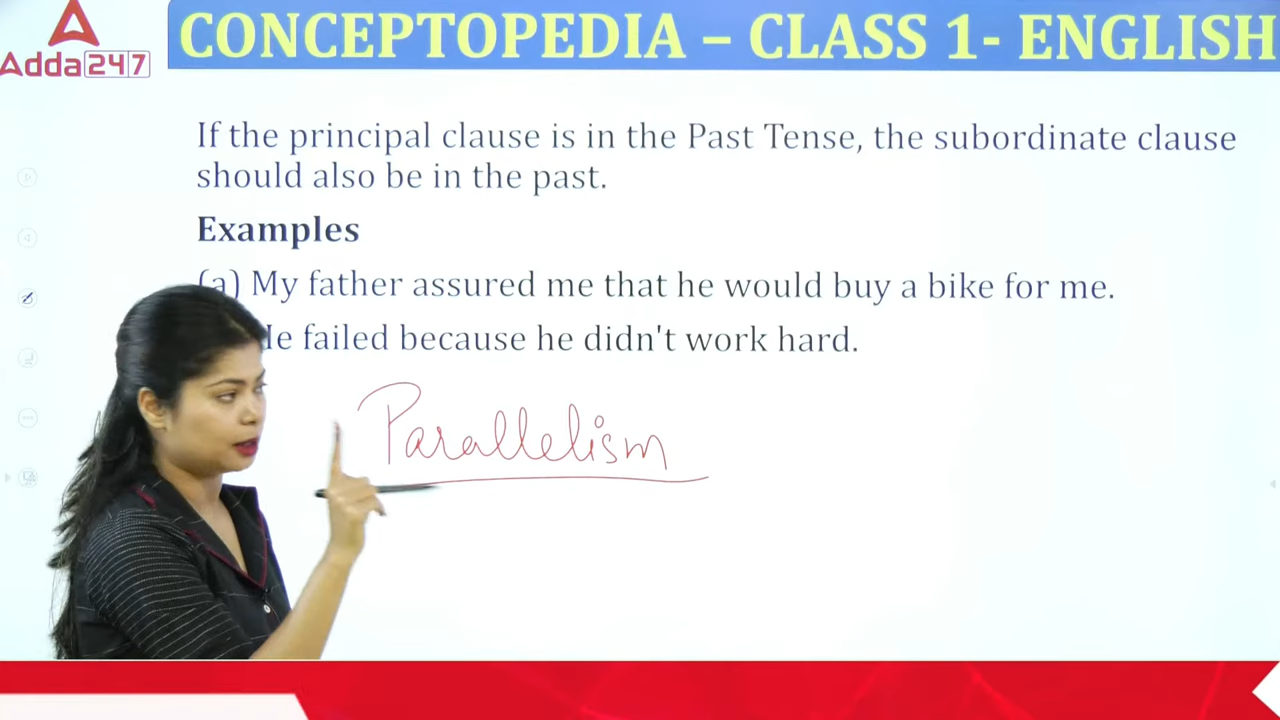 CONCEPTOPEDIA – CLASS 1- ENGLISH
Adda247
If the principal clause is in the Past Tense, the subordinate clause
should also be in the past.
Examples
(a) My father assured me that he would buy a bike for me.
He failed because he didn't work hard.
Parallelism